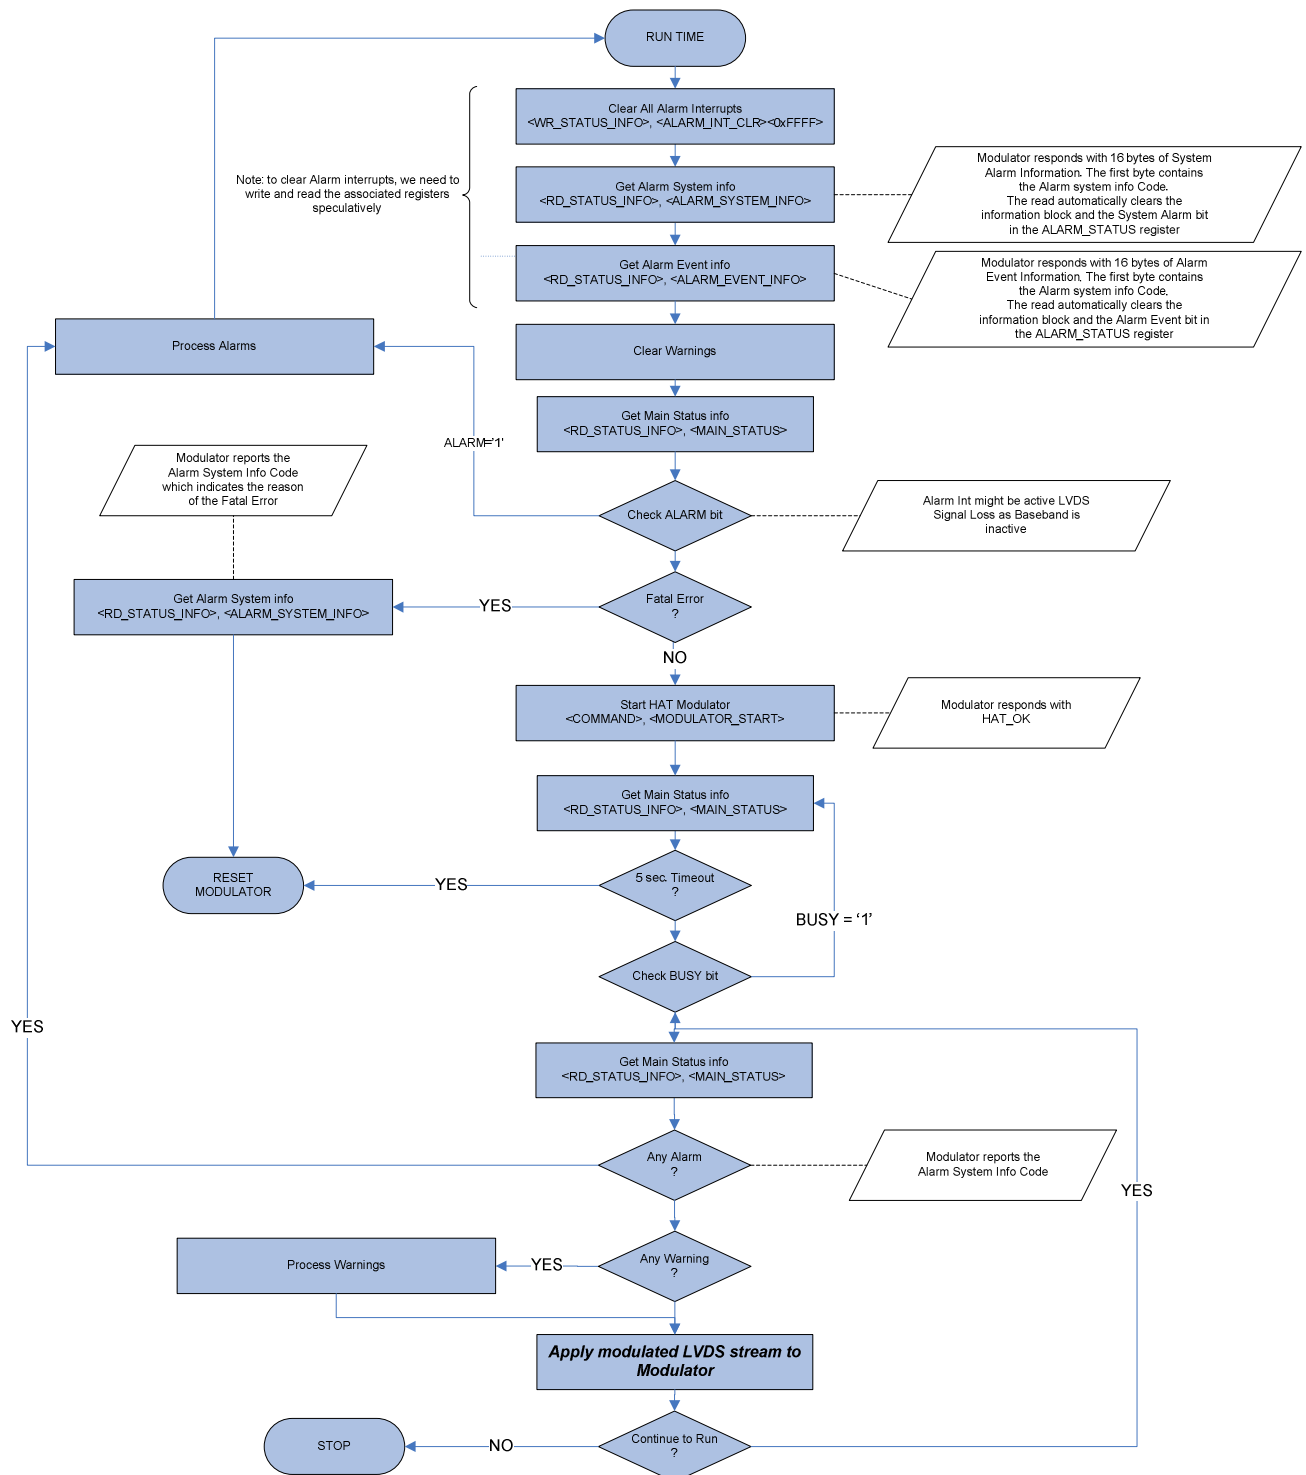 RUN TIME
Clear All Alarm Interrupts
<WR_STATUS_INFO>, <ALARM_INT_CLR><0xFFFF>
Note: to clear Alarm interrupts, we need to
write and read the associated registers
speculatively
Get Alarm System info
<RD_STATUS_INFO>, <ALARM_SYSTEM_INFO>
Modulator responds with 16 bytes of System
Alarm Information. The first byte contains
the Alarm system info Code.
The read automatically clears the
information block and the System Alarm bit
in the ALARM_STATUS register
Get Alarm Event info
<RD_STATUS_INFO>, <ALARM_EVENT_INFO>
Modulator responds with 16 bytes of Alarm
Event Information. The first byte contains
the Alarm system info Code.
The read automatically clears the
information block and the Alarm Event bit in
the ALARM_STATUS register
Process Alarms
Clear Warnings
Get Main Status info
<RD_STATUS_INFO>, <MAIN_STATUS>
ALARM='1'
Modulator reports the
Alarm System Info Code
which indicates the reason
of the Fatal Error
Check ALARM bit
Alarm Int might be active LVDS
Signal Loss as Baseband is
inactive
Get Alarm System info
<RD_STATUS_INFO>, <ALARM_SYSTEM_INFO>
YES
Fatal Error
?
NO
Start HAT Modulator
<COMMAND>, <MODULATOR_START>
Modulator responds with
HAT_OK
Get Main Status info
<RD_STATUS_INFO>, <MAIN_STATUS>
RESET
MODULATOR
YES
5 sec. Timeout
?
BUSY = ‘1’
Check BUSY bit
YES
Get Main Status info
<RD_STATUS_INFO>, <MAIN_STATUS>
Any Alarm
?
Modulator reports the
Alarm System Info Code
YES
Process Warnings
YES
Any Warning
?
Apply modulated LVDS stream to
Modulator
STOP
NO
Continue to Run
?